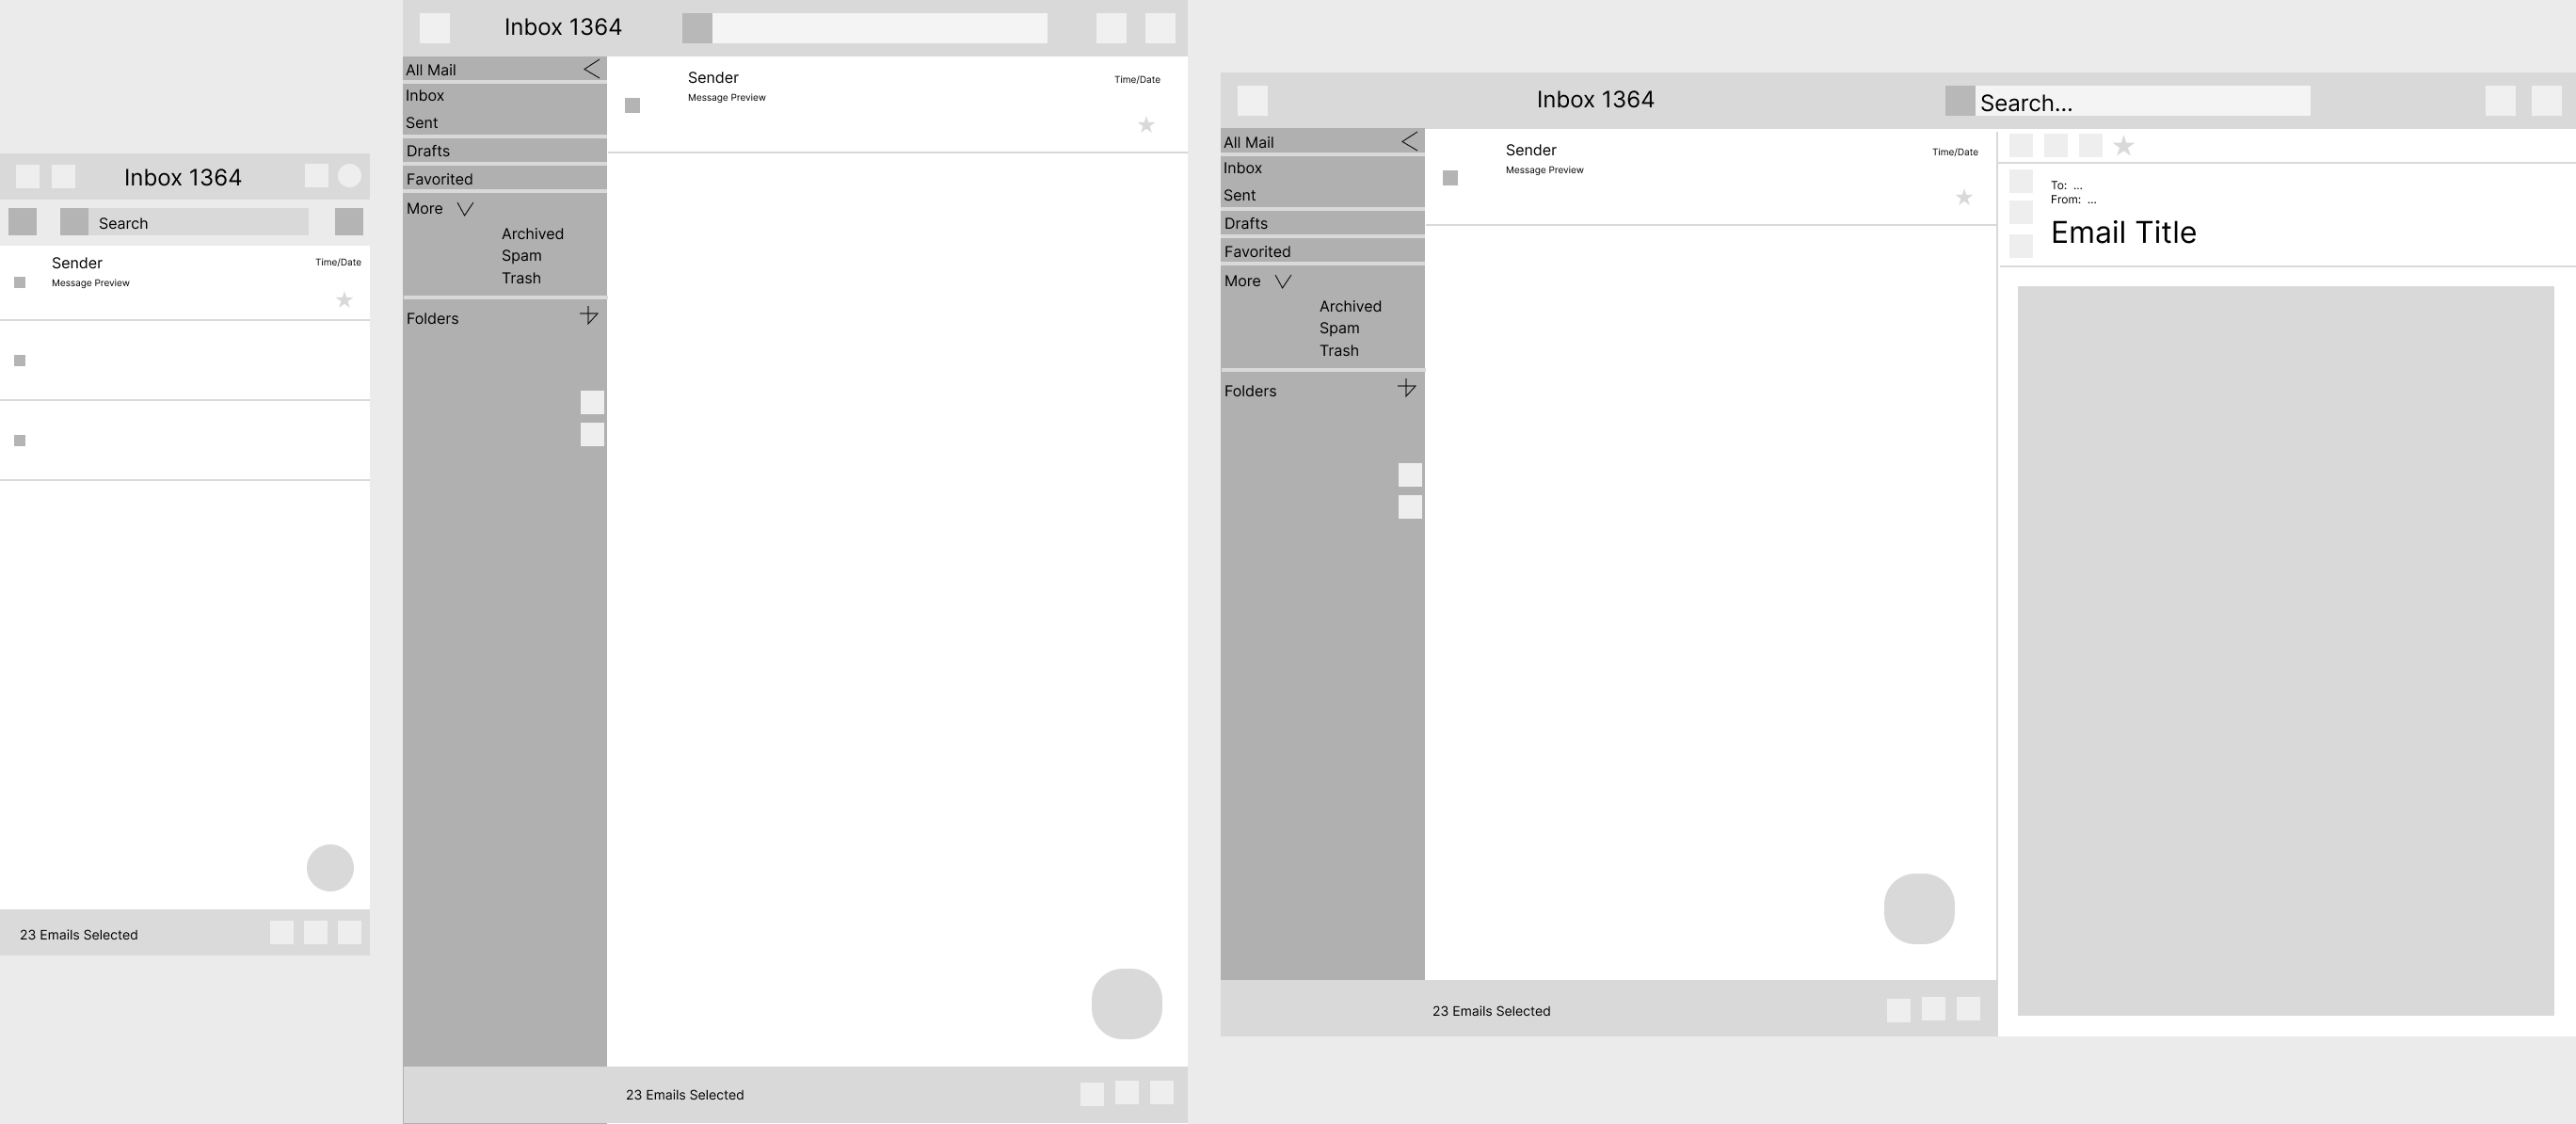 Inbox 1364
Search
Sender
Time/Date
Message Preview
23 Emails Selected
Inbox 1364
All Mail
Inbox
Sent
Drafts
Favorited
More
Archived
Spam
Trash
Folders
Sender
Time/Date
Message Preview
23 Emails Selected
Inbox 1364
Search...
All Mail
Inbox
Sent
Drafts
Favorited
More
Archived
Spam
Trash
Folders
Sender
Time/Date
Message Preview
23 Emails Selected
To: ...
From: ...
Email Title